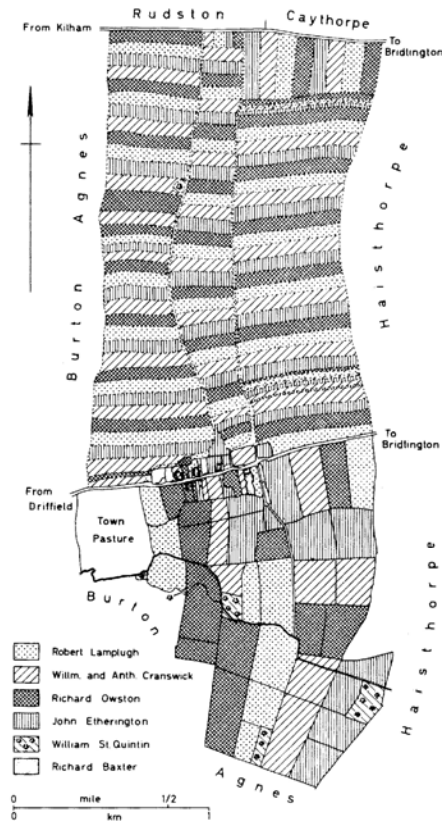 Rudston Caythorpe
From Kilham
To
Bridlington
Burton Agnes
Haisthorpe
To
Bridlington
From
Driffield
Town
Pasture
Burton
Agnes
Haisthorpe
Robert Lamplugh
Willm. and Anth. Cranswick
Richard Owston
John Etherington
William St.Quintin
Richard Baxter
0 mile 1/2
0 km 1